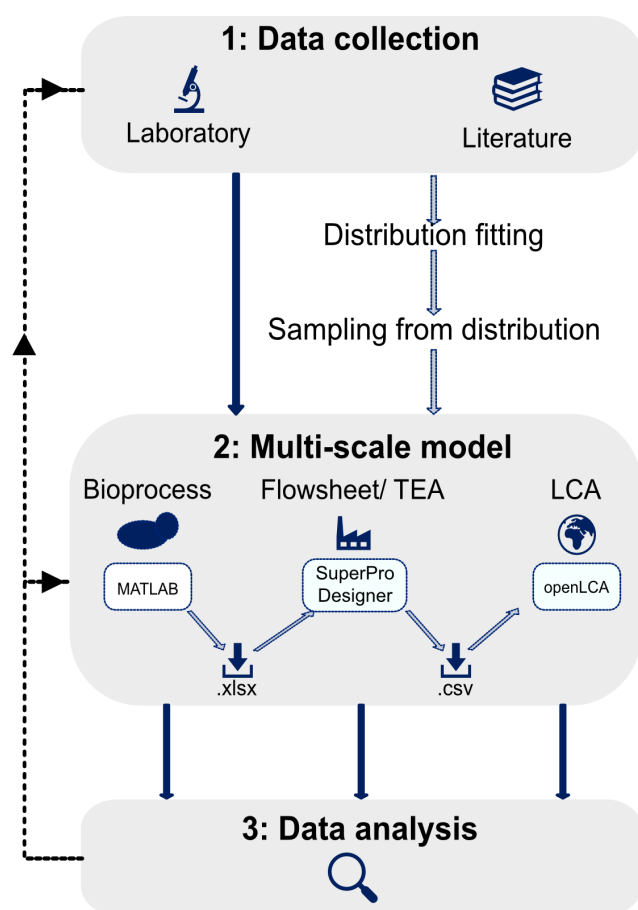 1: Data collection
Laboratory
Literature
Distribution fitting
Sampling from distribution
2: Multi-scale model
Bioprocess
Flowsheet/ TEA
LCA
MATLAB
SuperPro
Designer
openLCA
.xlsx
.csv
3: Data analysis